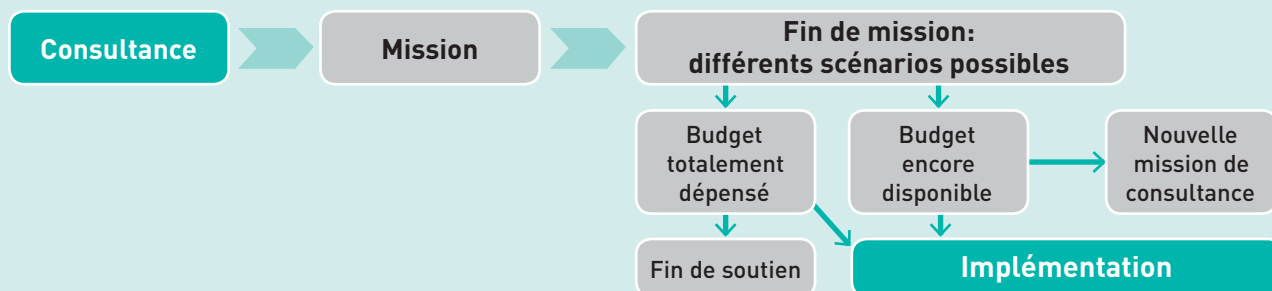 Consultance
Mission
Fin de mission:
différents scénarios possibles
Budget
totalement
dépensé
Budget
encore
disponible
Nouvelle
mission de
consultance
Fin de soutien
Implémentation